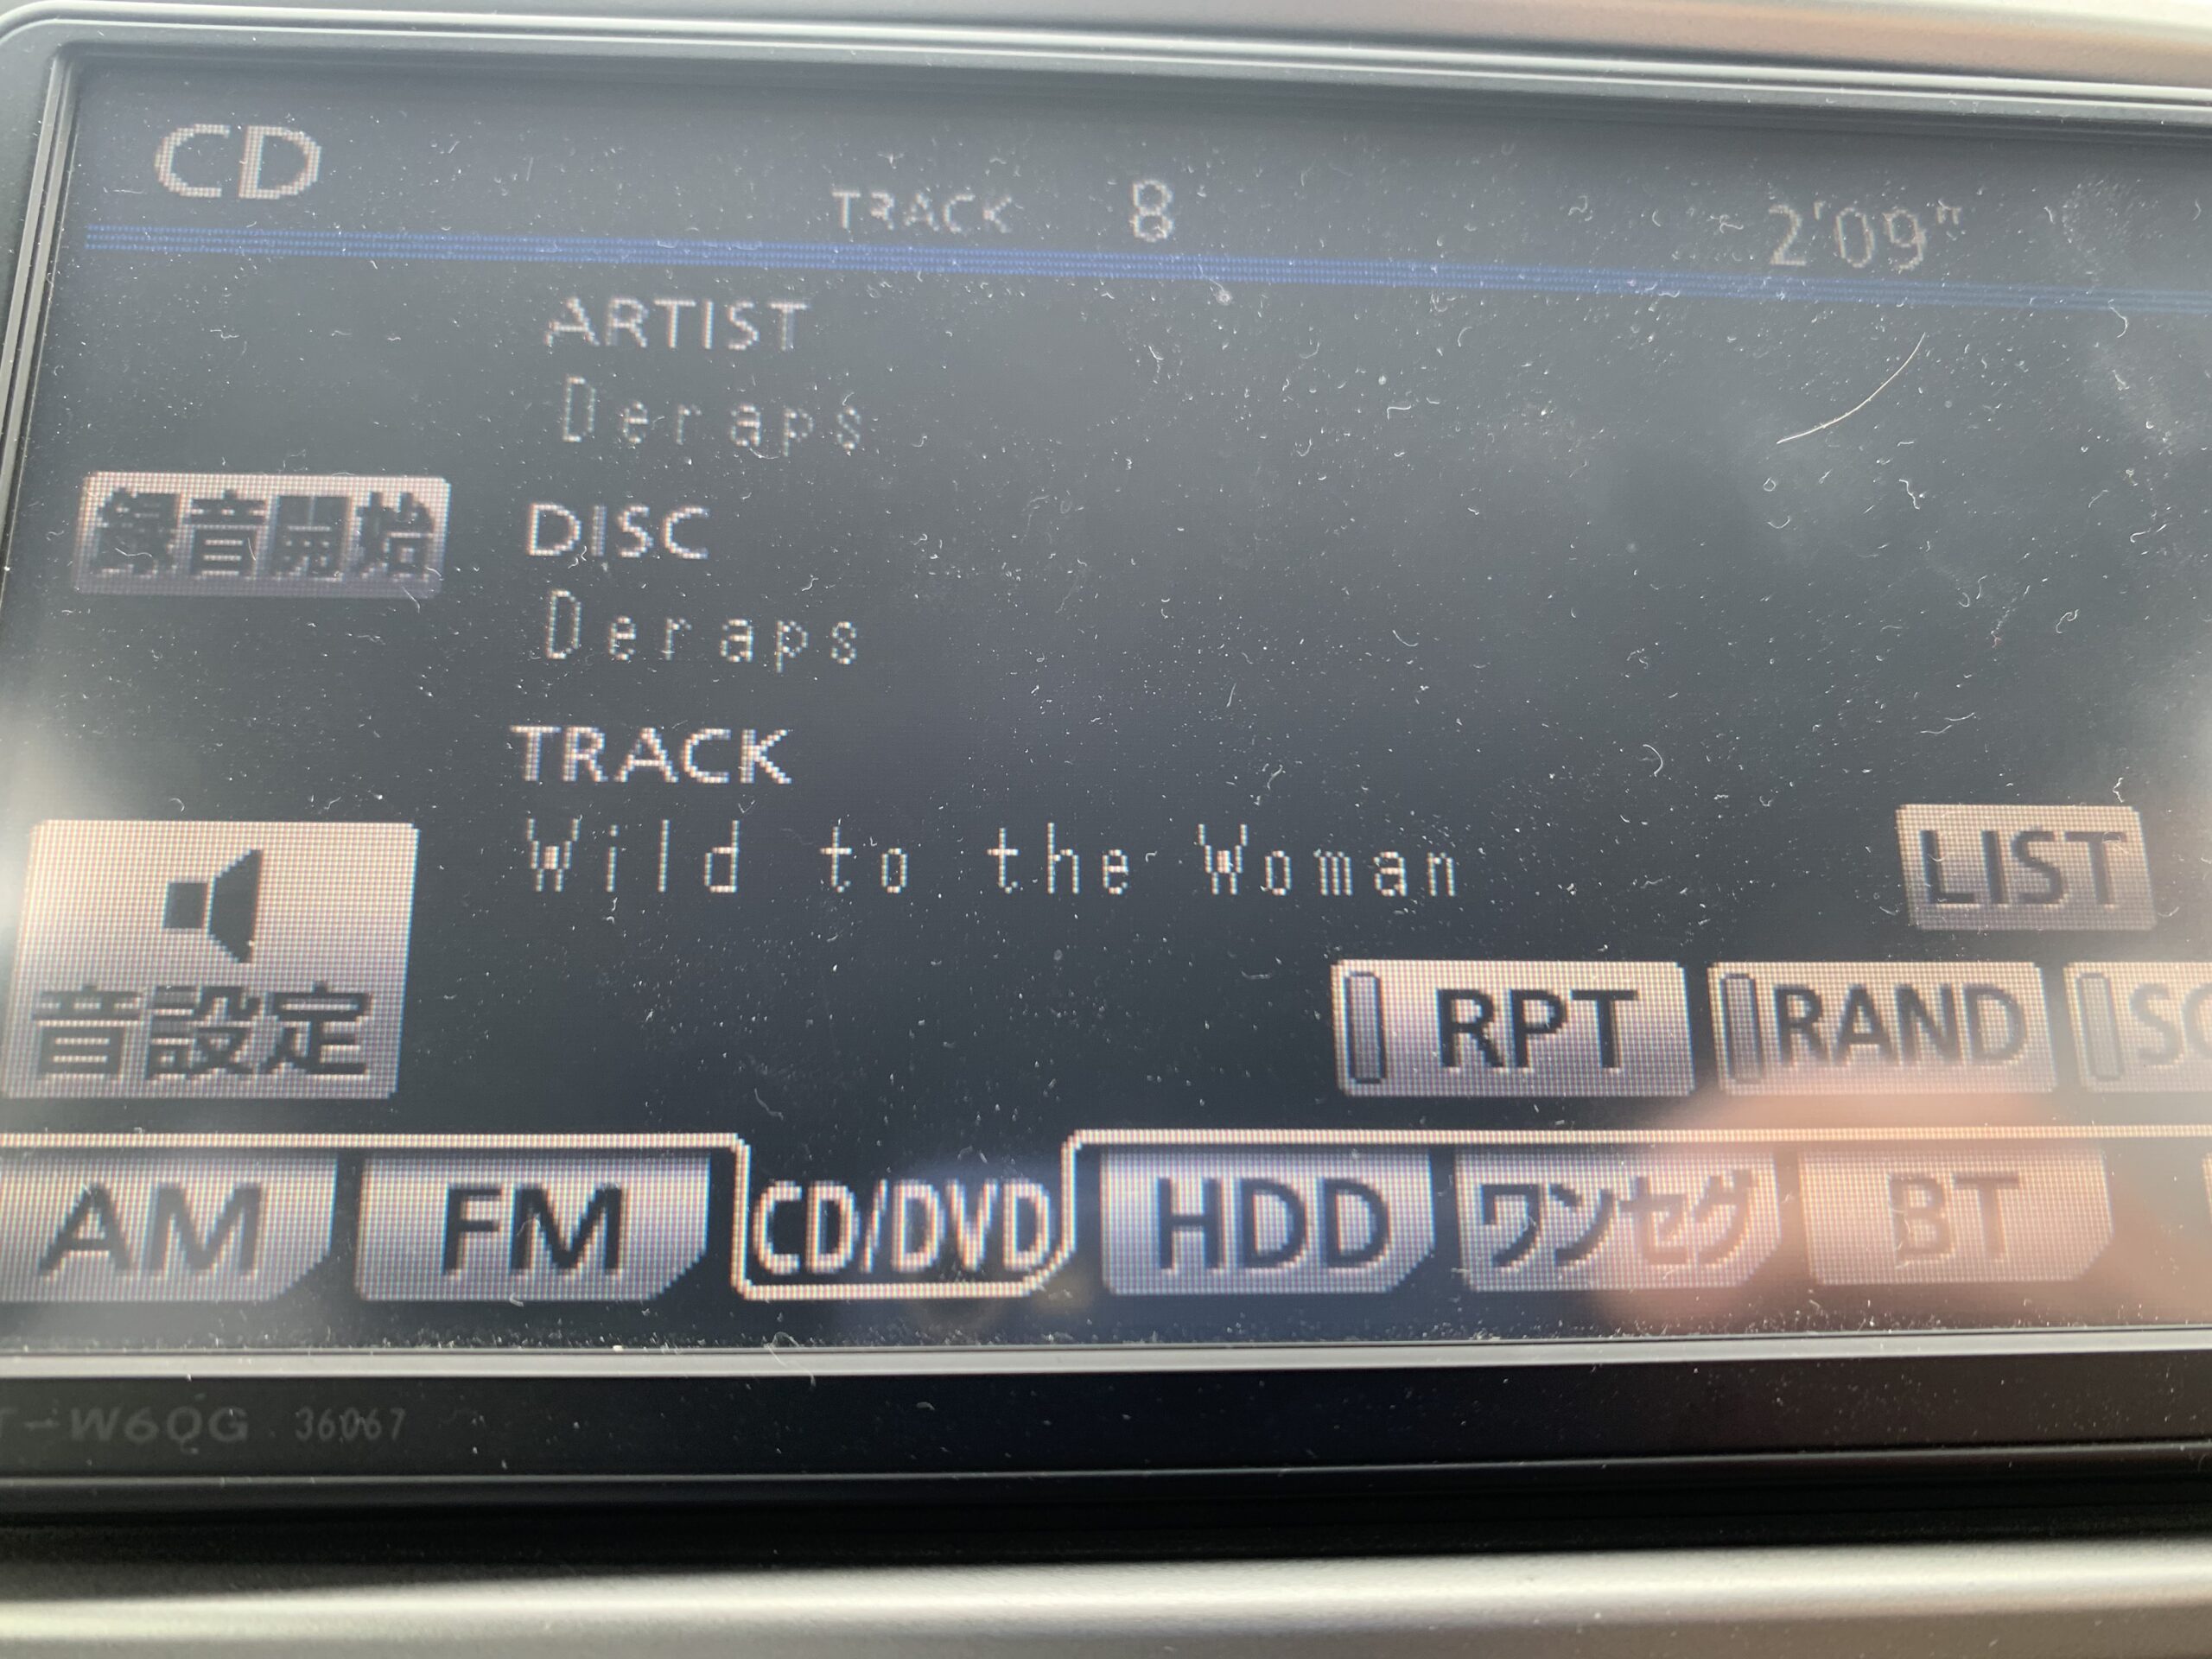 CD
TRACK 8 2'09"
ARTIST
Deraps
録音開始
DISC
Deraps
TRACK
Wild to the Woman
LIST
音設定
RPT
RAND
AM
FM
CD/DVD
HDD
ワンセグ
BT
T-W60G 36067